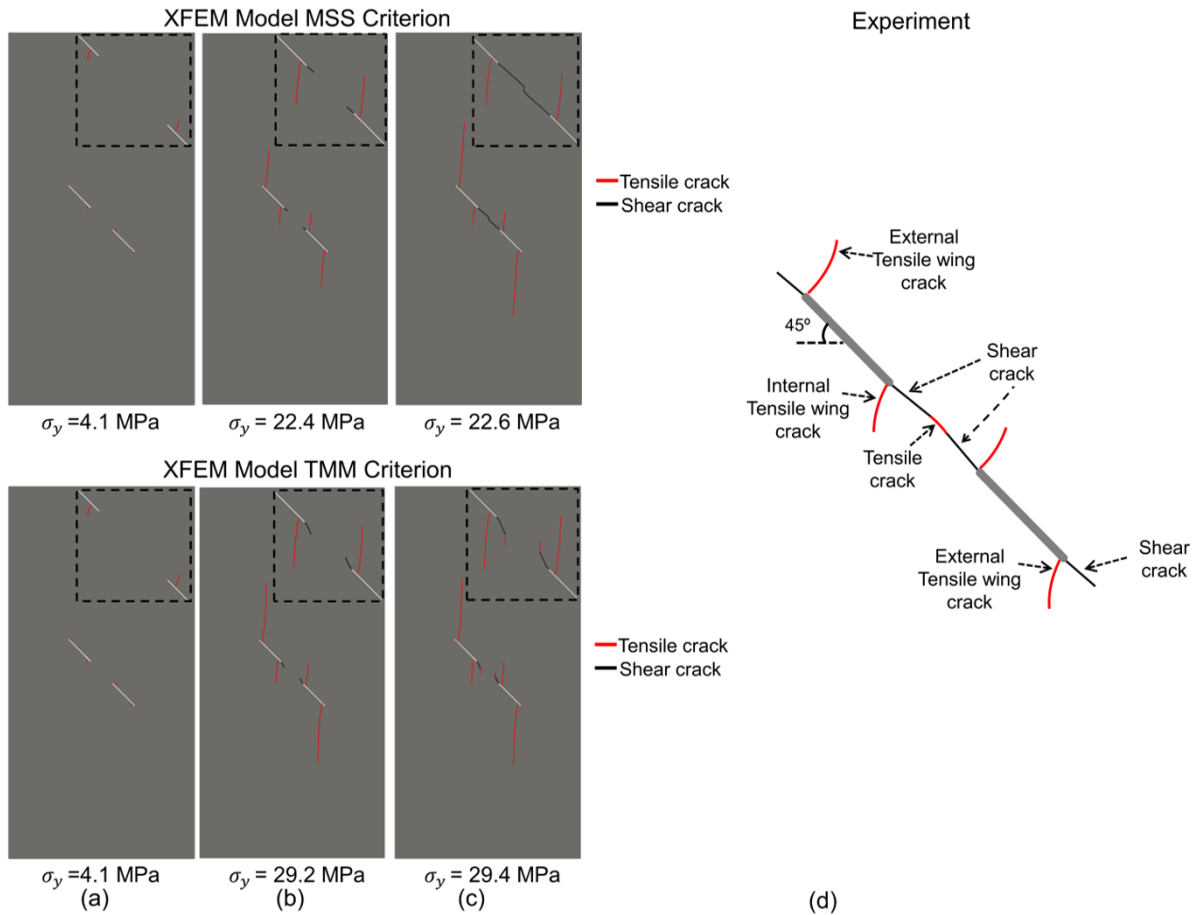 XFEM Model MSS Criterion
Experiment
Tensile crack
Shear crack
σy =4.1 MPa
σy = 22.4 MPa
σy = 22.6 MPa
External
Tensile wing
crack
45º
Shear
crack
Internal
Tensile wing
crack
Tensile
crack
External
Tensile wing
crack
Shear
crack
XFEM Model TMM Criterion
Tensile crack
Shear crack
σy =4.1 MPa
σy = 29.2 MPa
σy = 29.4 MPa
(a)
(b)
(c)
(d)